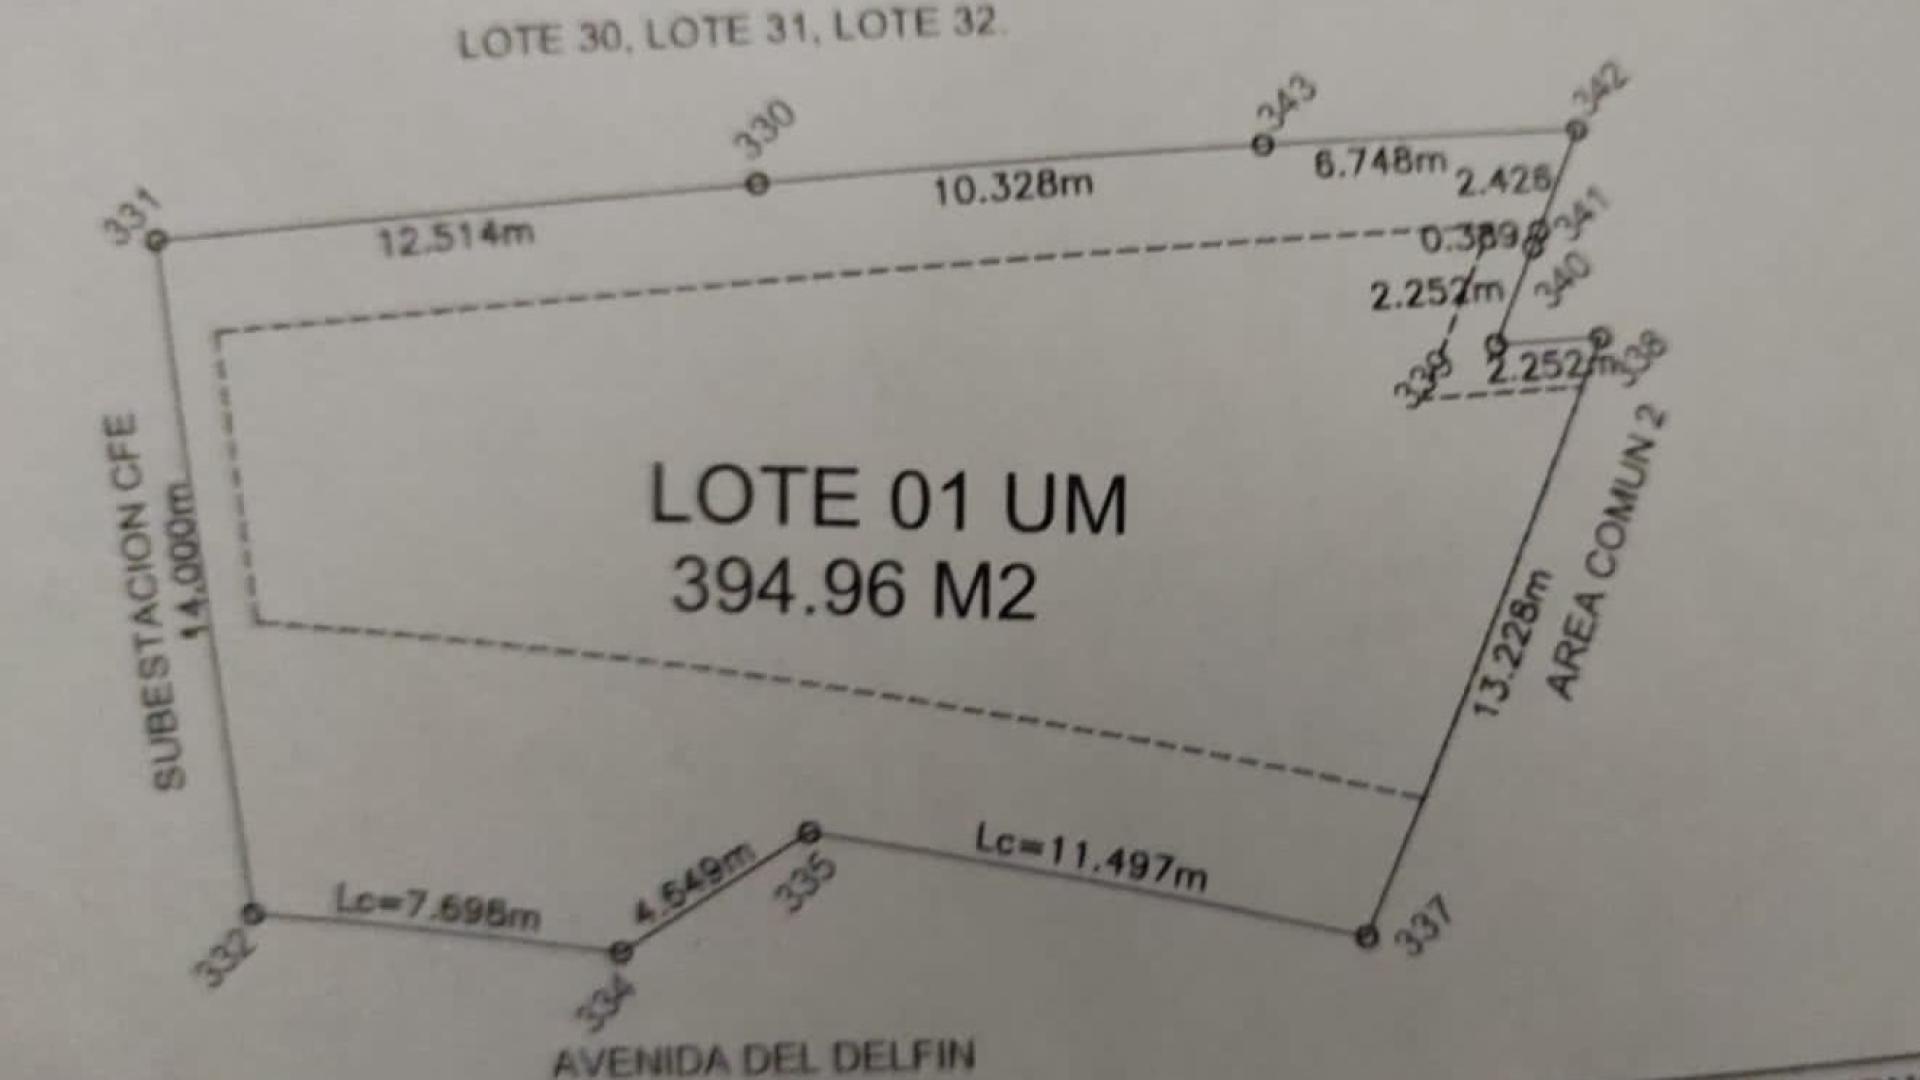 LOTE 30, LOTE 31, LOTE 32.
342
343
330
331
6.748m
2.426
10.328m
12.514m
341
0.389
340
2.252m
338
2.252m
339
SUBESTACION CFE
14.000m
LOTE 01 UM
394.96 M2
AREA COMUN 2
13.228m
Lc=11.497m
4.549m
335
Lc=7.696m
337
332
334
AVENIDA DEL DELFIN